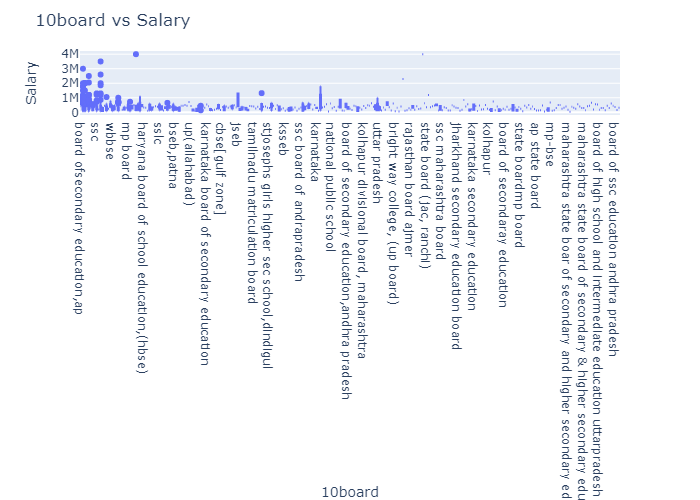 10board vs Salary
Salary
4M
3M
2M
1M
0
board ofsecondary education,ap
ssc
wbbse
mp board
haryana board of school education,(hbse)
sslc
bseb,patna
up(allahabad)
karnataka board of secondary education
cbse[gulf zone]
jseb
tamilnadu matriculation board
stjosephs girls higher sec school,dindigul
ksseb
ssc board of andrapradesh
karnataka
national public school
board of secondary education,andhra pradesh
kolhapur divisional board, maharashtra
uttar pradesh
bright way college, (up board)
rajasthan board ajmer
state board (jac, ranchi)
ssc maharashtra board
jharkhand secondary education board
karnataka secondary education
kolhapur
board of secondaray education
state boardmp board
ap state board
mp-bse
maharashtra state boar of secondary and higher secondary ed
maharashtra state board of secondary & higher secondary edu
board of high school and intermediate education uttarpradesh
board of ssc education andhra pradesh
10board